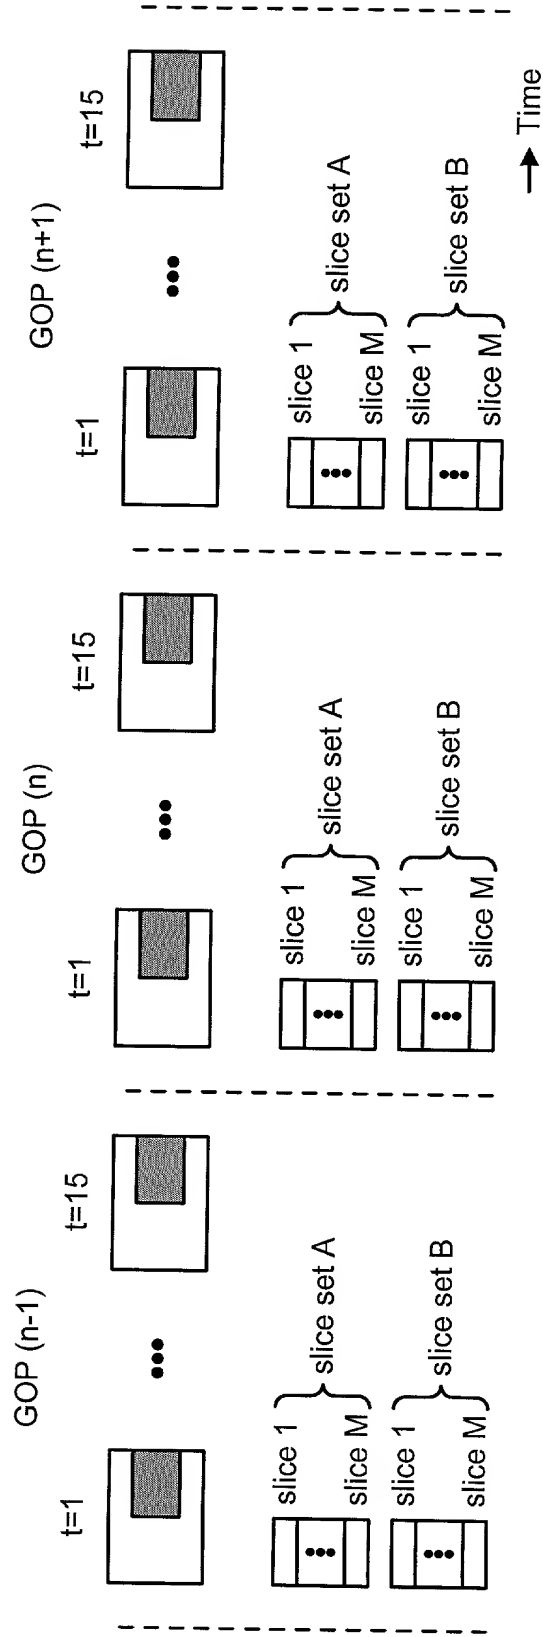 GOP (n-1) GOP (n) GOP (n+1)
t=1 t=15 t=1 t=15 t=1 t=15
slice 1 slice 1 slice 1
slice set A slice set A slice set A
slice M slice M slice M
slice 1 slice 1 slice 1
slice set B slice set B slice set B
slice M slice M slice M
Time